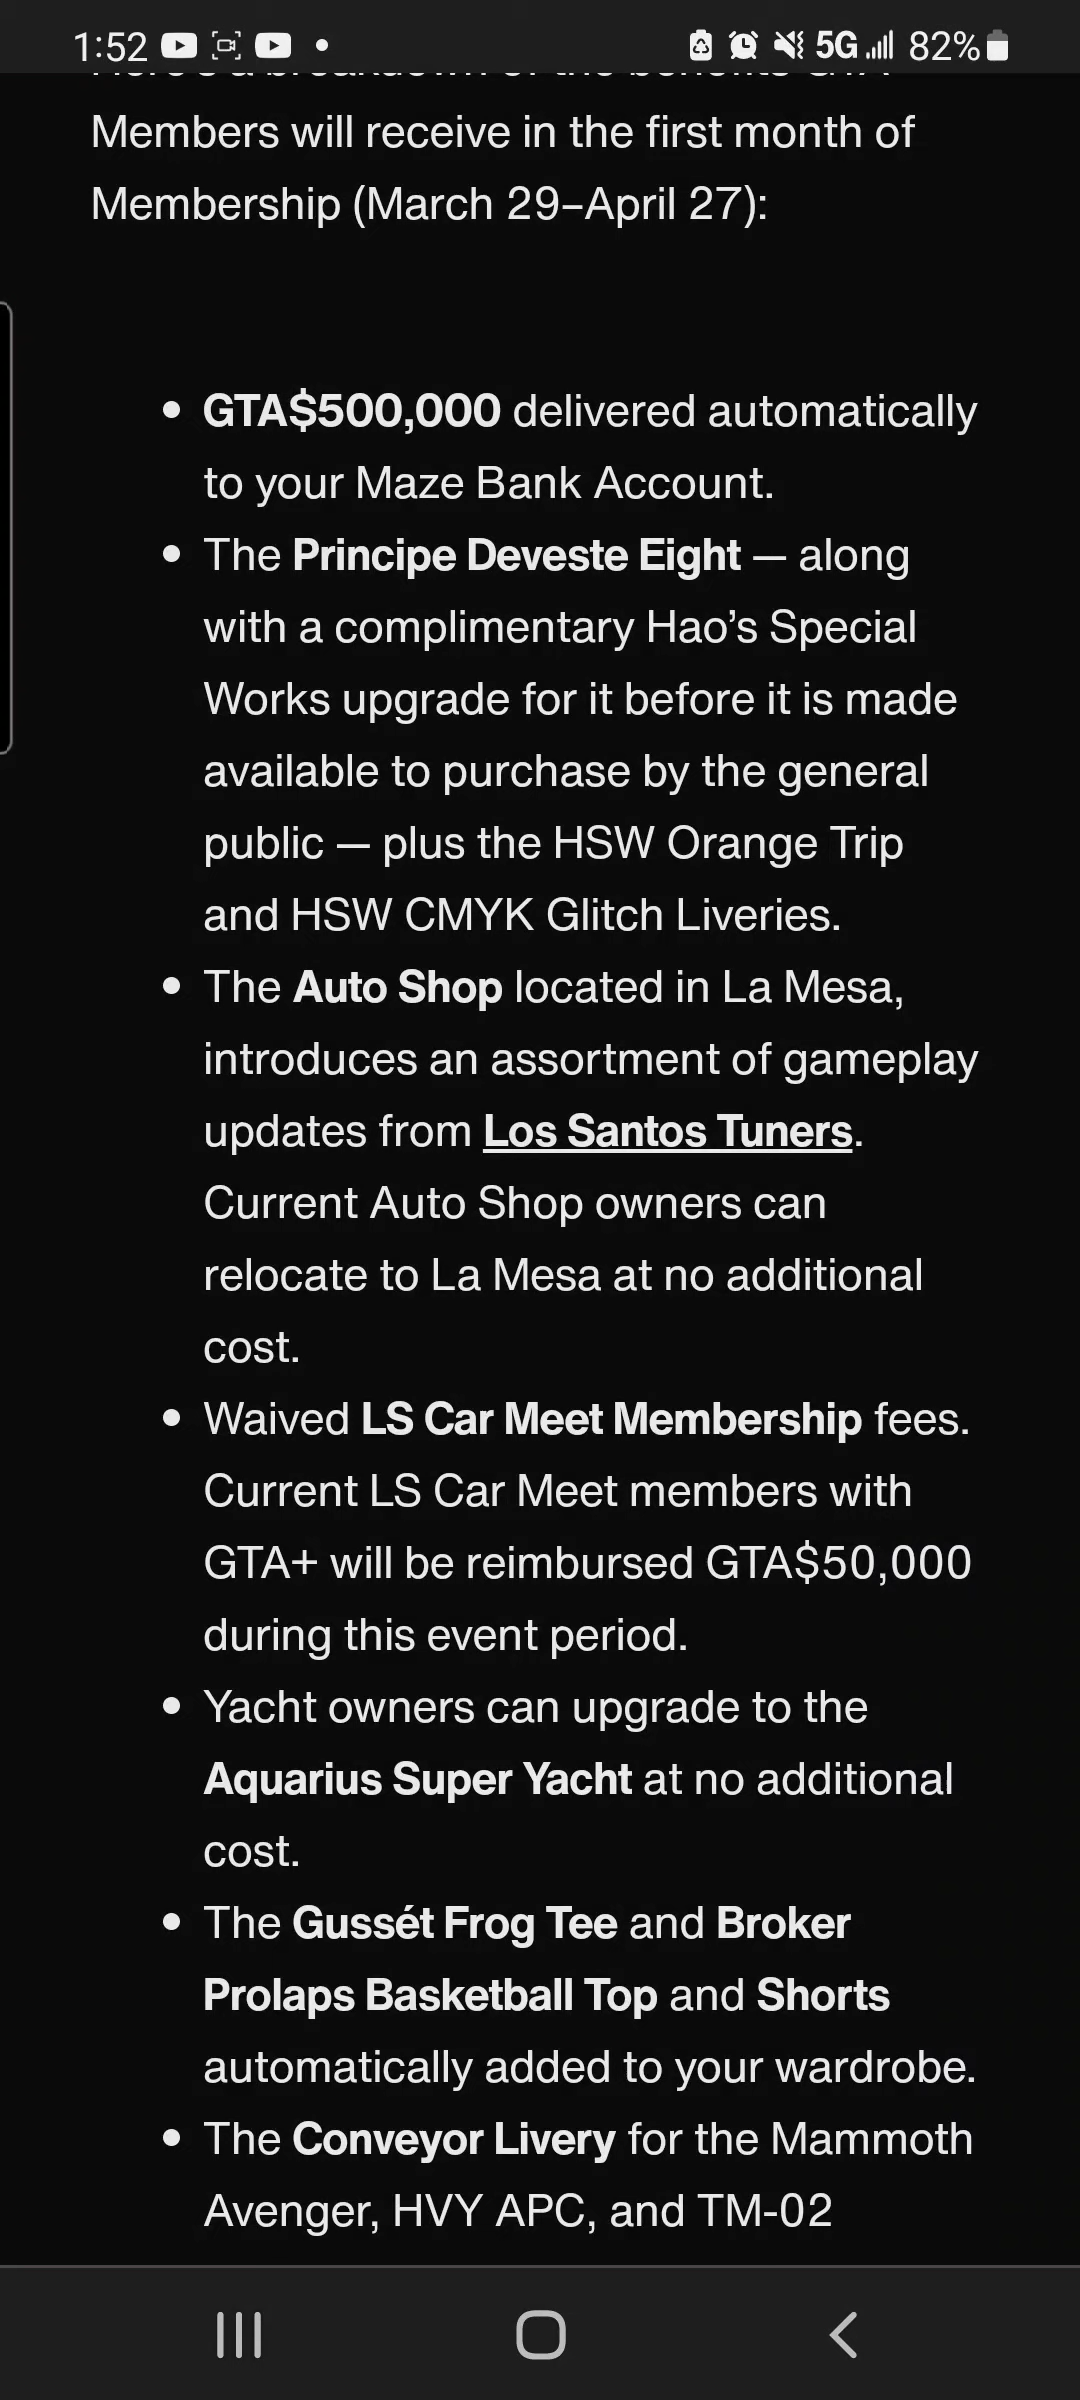 1:52 5G 82%
Members will receive in the first month of
Membership (March 29–April 27):
• GTA$500,000 delivered automatically
to your Maze Bank Account.
• The Principe Deveste Eight — along
with a complimentary Hao’s Special
Works upgrade for it before it is made
available to purchase by the general
public — plus the HSW Orange Trip
and HSW CMYK Glitch Liveries.
• The Auto Shop located in La Mesa,
introduces an assortment of gameplay
updates from Los Santos Tuners.
Current Auto Shop owners can
relocate to La Mesa at no additional
cost.
• Waived LS Car Meet Membership fees.
Current LS Car Meet members with
GTA+ will be reimbursed GTA$50,000
during this event period.
• Yacht owners can upgrade to the
Aquarius Super Yacht at no additional
cost.
• The Gussét Frog Tee and Broker
Prolaps Basketball Top and Shorts
automatically added to your wardrobe.
• The Conveyor Livery for the Mammoth
Avenger, HVY APC, and TM-02